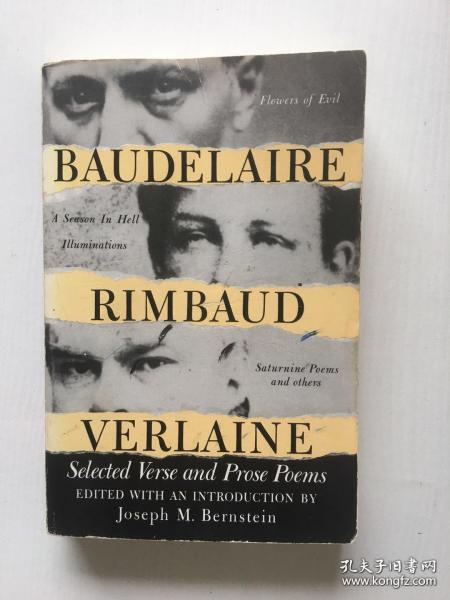 Flowers of Evil
BAUDELAIRE
A Season In Hell
Illuminations
RIMBAUD
Saturnine Poems
and others
VERLAINE
Selected Verse and Prose Poems
EDITED WITH AN INTRODUCTION BY
Joseph M. Bernstein
孔夫子旧书网
www.kongfz.com